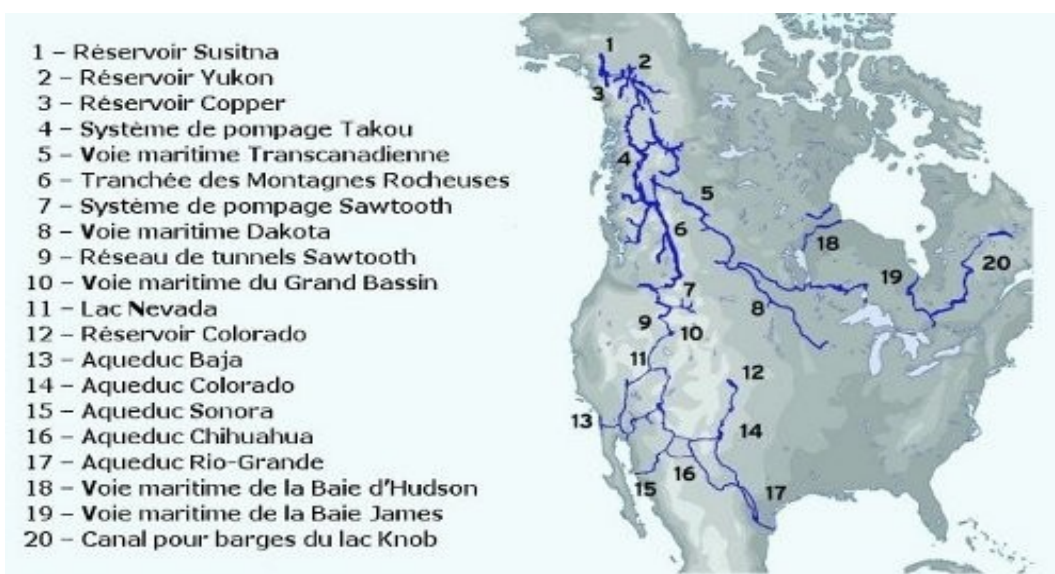 1 – Réservoir Susitna
2 – Réservoir Yukon
3 – Réservoir Copper
4 – Système de pompage Takou
5 – Voie maritime Transcanadienne
6 – Tranchée des Montagnes Rocheuses
7 – Système de pompage Sawtooth
8 – Voie maritime Dakota
9 – Réseau de tunnels Sawtooth
10 – Voie maritime du Grand Bassin
11 – Lac Nevada
12 – Réservoir Colorado
13 – Aqueduc Baja
14 – Aqueduc Colorado
15 – Aqueduc Sonora
16 – Aqueduc Chihuahua
17 – Aqueduc Rio-Grande
18 – Voie maritime de la Baie d'Hudson
19 – Voie maritime de la Baie James
20 – Canal pour barges du lac Knob
1
2
3
4
5
6
18
19
20
7
8
9
10
11
12
13
14
15
16
17